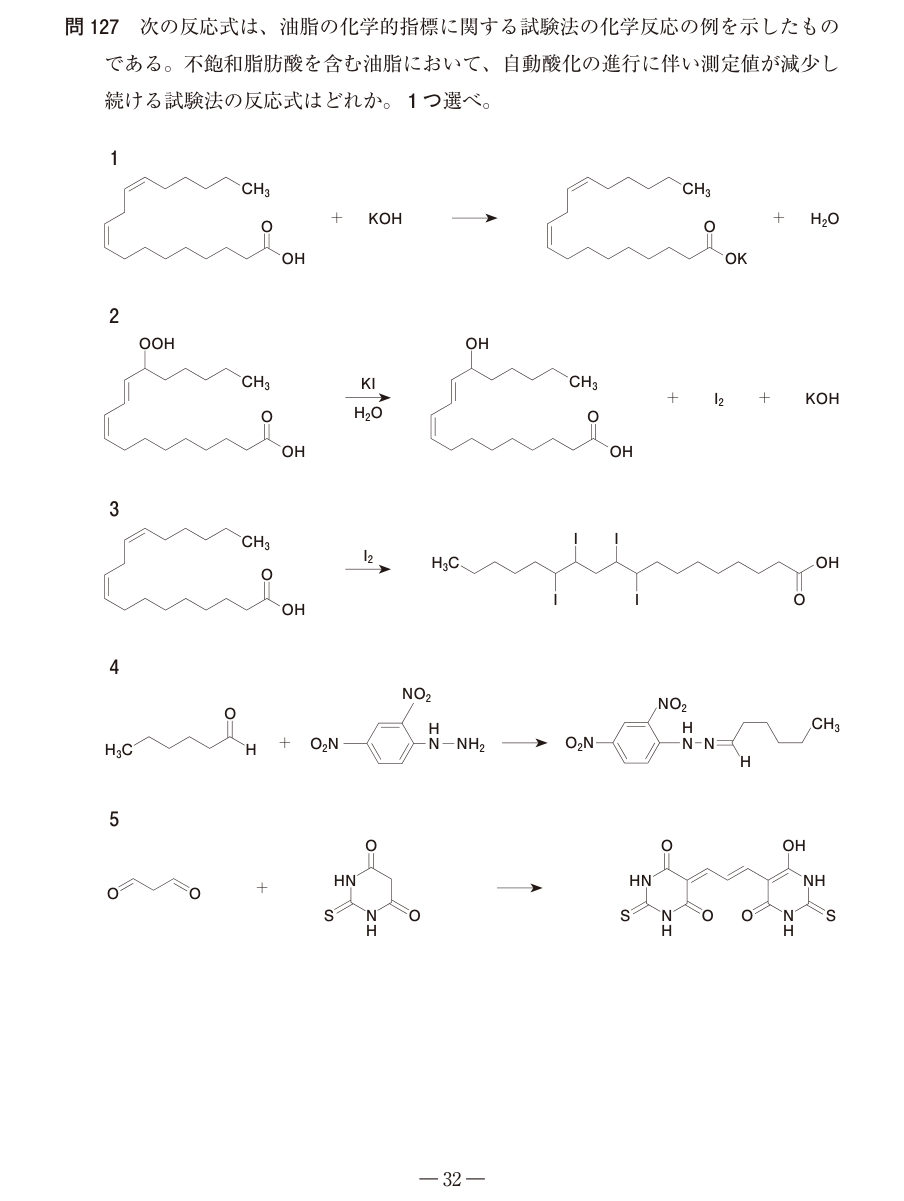 問 127 次の反応式は、油脂の化学的指標に関する試験法の化学反応の例を示したもの
である。不飽和脂肪酸を含む油脂において、自動酸化の進行に伴い測定値が減少し
続ける試験法の反応式はどれか。1つ選べ。
1
CH₃
O
OH
+
KOH
CH₃
O
OK
+
H₂O
2
OOH
CH₃
O
OH
KI
H₂O
OH
CH₃
O
OH
+
I₂
+
KOH
3
CH₃
O
OH
I₂
H₃C
I
I
I
I
OH
O
4
H₃C
O
H
+
NO₂
O₂N
H
N
NH₂
NO₂
O₂N
H
N
N
H
CH₃
5
O
O
+
O
HN
S
N
H
O
O
HN
S
N
H
O
OH
NH
O
N
H
S
— 32 —